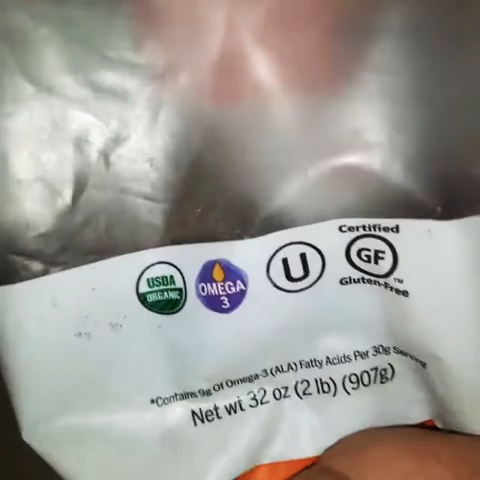 Certified
USDA
ORGANIC
OMEGA
3
U
GF
Gluten-Free™
*Contains 9g Of Omega-3 (ALA) Fatty Acids Per 30g Serving
Net wt 32 oz (2 lb) (907g)